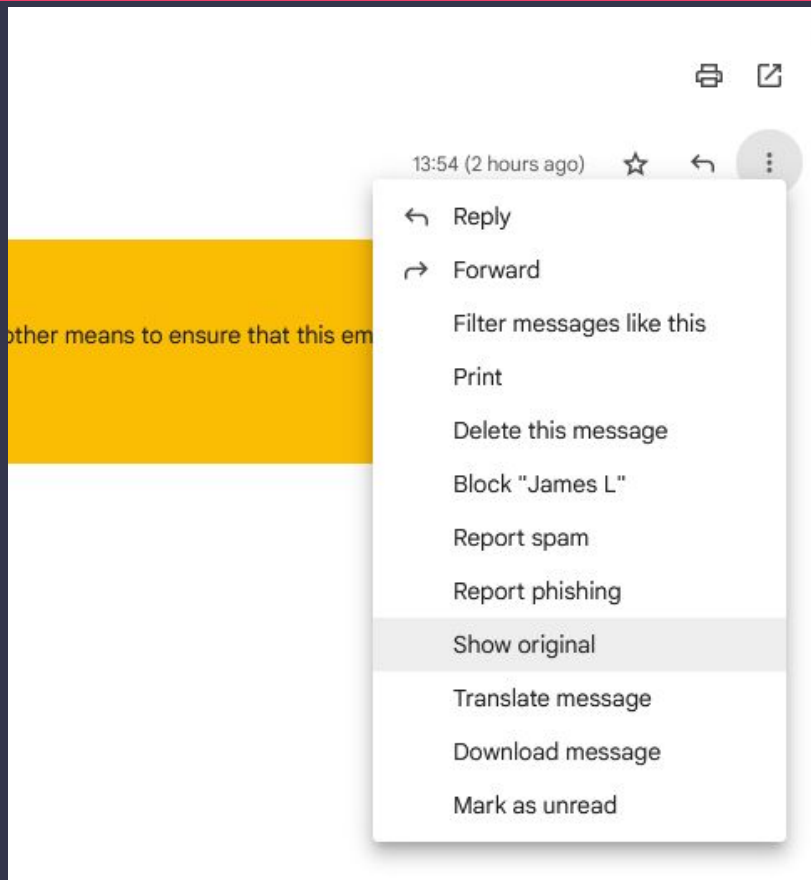 13:54 (2 hours ago)
Reply
Forward
other means to ensure that this em
Filter messages like this
Print
Delete this message
Block "James L"
Report spam
Report phishing
Show original
Translate message
Download message
Mark as unread